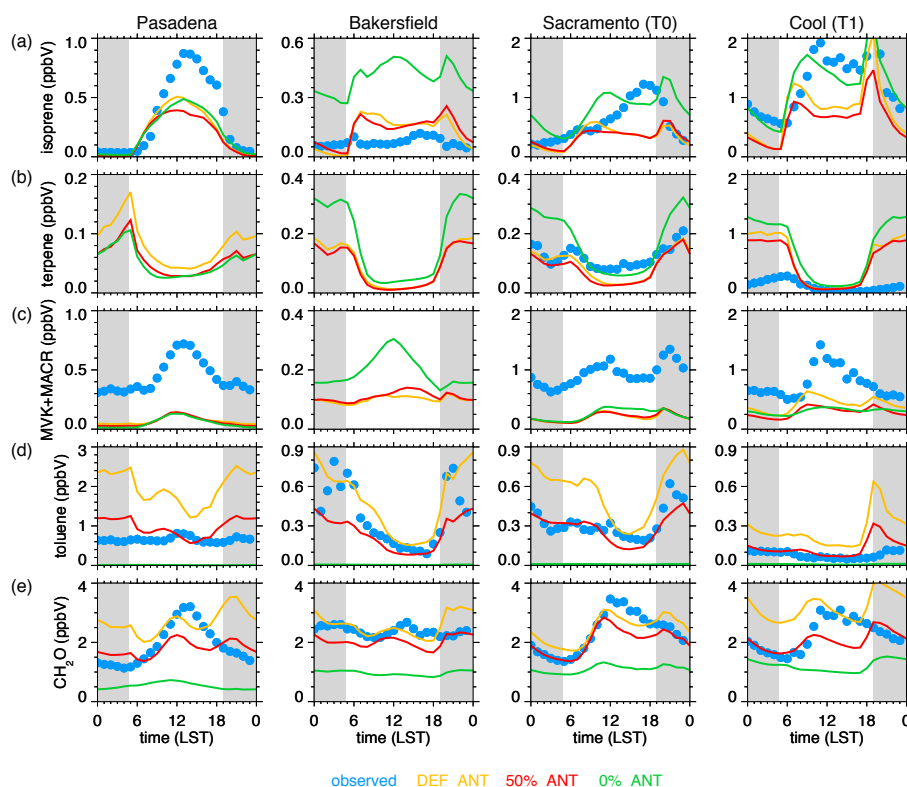 Pasadena Bakersfield Sacramento (T0) Cool (T1)
(a) isoprene (ppbv) 1.0 0.5 0.0 0.6 0.3 0.0 2 1 0 2 1 0
(b) terpene (ppbV) 0.2 0.1 0.0 0.4 0.2 0.0 0.4 0.2 0.0 2 1 0
(c) MVK+MACR (ppbV) 1.0 0.5 0.0 0.4 0.2 0.0 2 1 0 2 1 0
(d) toluene (ppbV) 3 2 1 0 0.9 0.6 0.3 0.0 0.9 0.6 0.3 0.0 0.9 0.6 0.3 0.0
(e) CH2O (ppbV) 4 2 0 4 2 0 4 2 0 4 2 0
0 6 12 18 0 0 6 12 18 0 0 6 12 18 0 0 6 12 18 0
time (LST) time (LST) time (LST) time (LST)
observed DEF_ANT 50%_ANT 0%_ANT